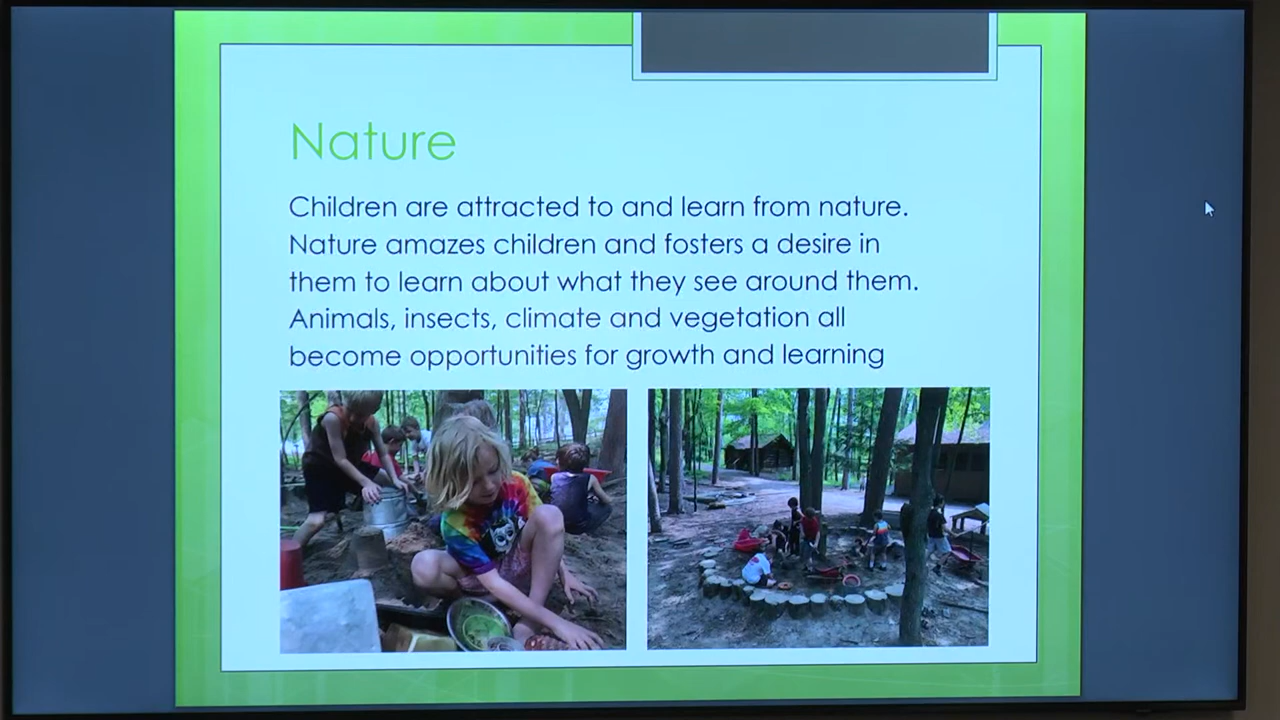 Nature
Children are attracted to and learn from nature.
Nature amazes children and fosters a desire in
them to learn about what they see around them.
Animals, insects, climate and vegetation all
become opportunities for growth and learning